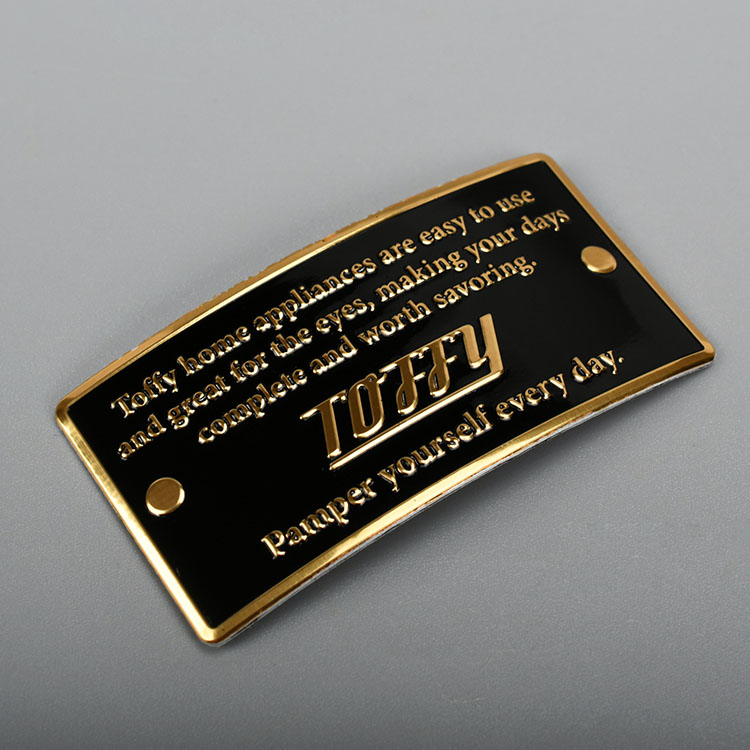 Toffy home appliances are easy to use
and great for the eyes, making your days
complete and worth savoring.
TOFFY
Pamper yourself every day.